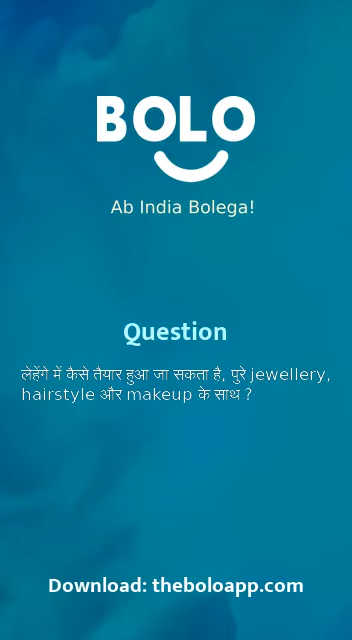 BOLO
Ab India Bolega!
Question
लेहेंगे में कैसे तैयार हुआ जा सकता है, पुरे jewellery,
hairstyle और makeup के साथ ?
Download: theboloapp.com